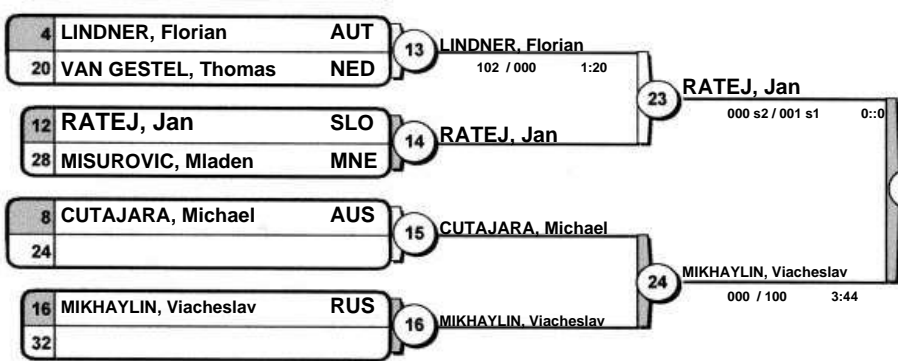 4 LINDNER, Florian AUT
20 VAN GESTEL, Thomas NED
13
LINDNER, Florian
102 / 000 1:20
12 RATEJ, Jan SLO
28 MISUROVIC, Mladen MNE
14
RATEJ, Jan
23
RATEJ, Jan
000 s2 / 001 s1 0::0
8 CUTAJARA, Michael AUS
24
15
CUTAJARA, Michael
16 MIKHAYLIN, Viacheslav RUS
32
16
MIKHAYLIN, Viacheslav
24
MIKHAYLIN, Viacheslav
000 / 100 3:44